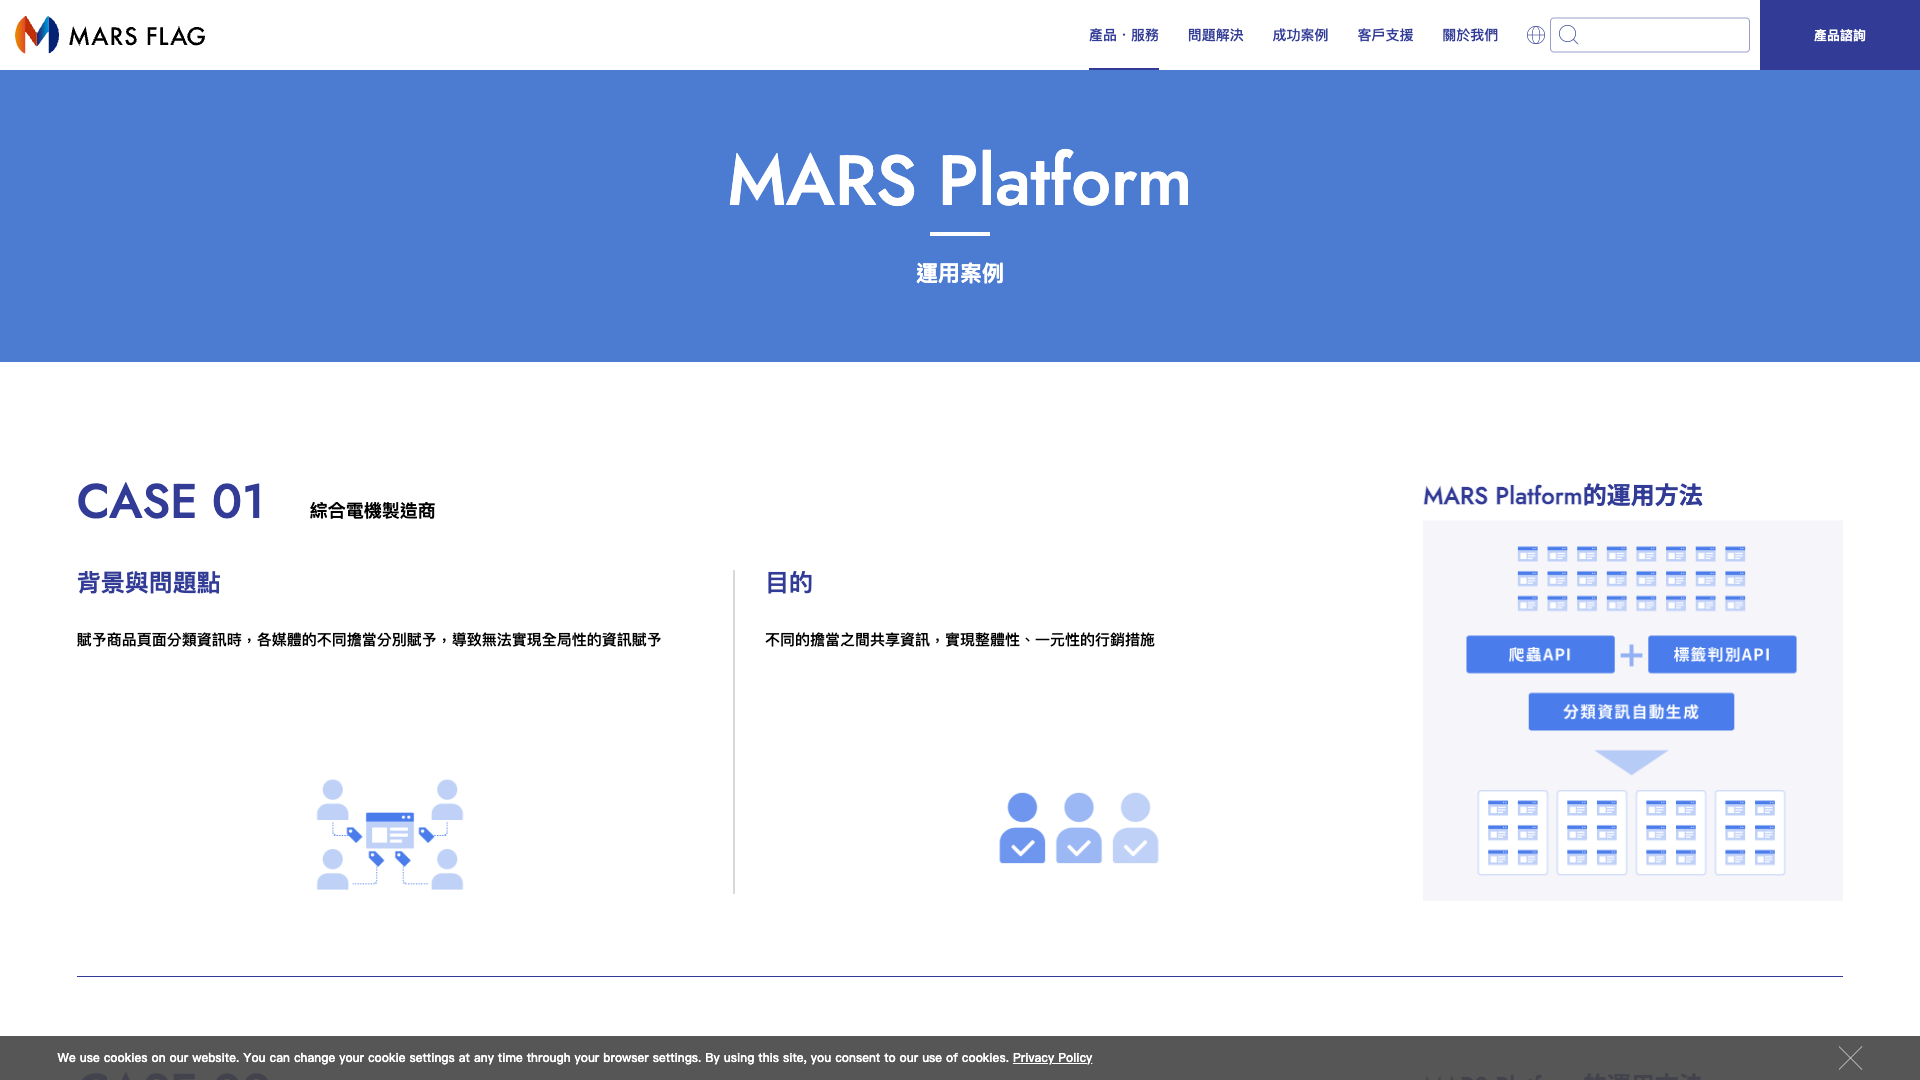 MARS FLAG
產品・服務
問題解決
成功案例
客戶支援
關於我們
產品諮詢
MARS Platform
運用案例
CASE 01
綜合電機製造商
背景與問題點
賦予商品頁面分類資訊時，各媒體的不同擔當分別賦予，導致無法實現全局性的資訊賦予
目的
不同的擔當之間共享資訊，實現整體性、一元性的行銷措施
MARS Platform的運用方法
爬蟲API
標籤判別API
分類資訊自動生成
We use cookies on our website. You can change your cookie settings at any time through your browser settings. By using this site, you consent to our use of cookies. Privacy Policy